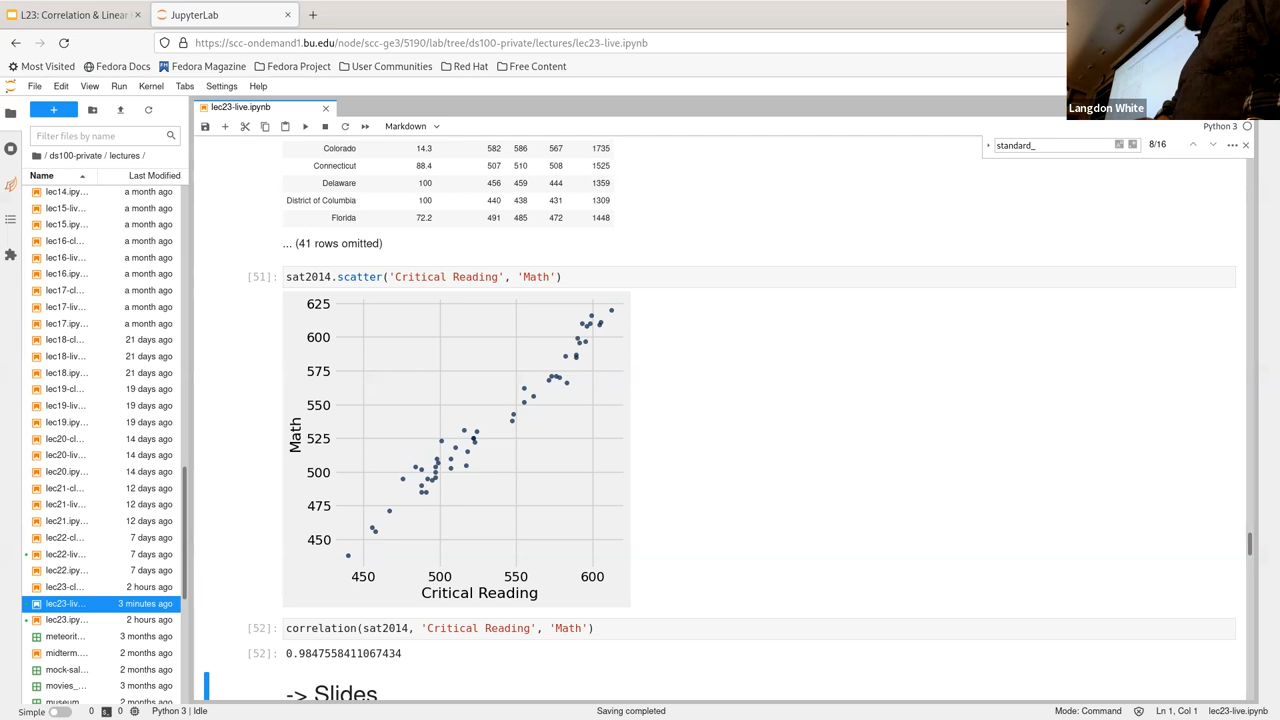 L23: Correlation & Linear
JupyterLab
https://scc-ondemand1.bu.edu/node/scc-ge3/5190/lab/tree/ds100-private/lectures/lec23-live.ipynb
Most Visited Fedora Docs Fedora Magazine Fedora Project User Communities Red Hat Free Content
Langdon White
File Edit View Run Kernel Tabs Settings Help
lec23-live.ipynb
Filter files by name
/ ds100-private / lectures /
Name Last Modified
lec14.ipy... a month ago
lec15-liv... a month ago
lec15.ipy... a month ago
lec16-cl... a month ago
lec16-liv... a month ago
lec16.ipy... a month ago
lec17-cl... a month ago
lec17-liv... a month ago
lec17.ipy... a month ago
lec18-cl... 21 days ago
lec18-liv... 21 days ago
lec18.ipy... 21 days ago
lec19-cl... 19 days ago
lec19-liv... 19 days ago
lec19.ipy... 19 days ago
lec20-cl... 14 days ago
lec20-liv... 14 days ago
lec20.ipy... 14 days ago
lec21-cl... 12 days ago
lec21-liv... 12 days ago
lec21.ipy... 12 days ago
lec22-cl... 7 days ago
lec22-liv... 7 days ago
lec22.ipy... 7 days ago
lec23-cl... 2 hours ago
lec23-liv... 3 minutes ago
lec23.ipy... 2 hours ago
meteorit... 3 months ago
midterm.... 2 months ago
mock-sal... 2 months ago
movies_... 3 months ago
museum... 2 months ago
Markdown
Python 3
standard_ 8/16
Colorado 14.3 582 586 567 1735
Connecticut 88.4 507 510 508 1525
Delaware 100 456 459 444 1359
District of Columbia 100 440 438 431 1309
Florida 72.2 491 485 472 1448
... (41 rows omitted)
[51]: sat2014.scatter('Critical Reading', 'Math')
625
600
575
550
525
500
475
450
Math
450 500 550 600
Critical Reading
[52]: correlation(sat2014, 'Critical Reading', 'Math')
[52]: 0.9847558411067434
-> Slides
Simple 0 0 Python 3 | Idle Saving completed Mode: Command Ln 1, Col 1 lec23-live.ipynb